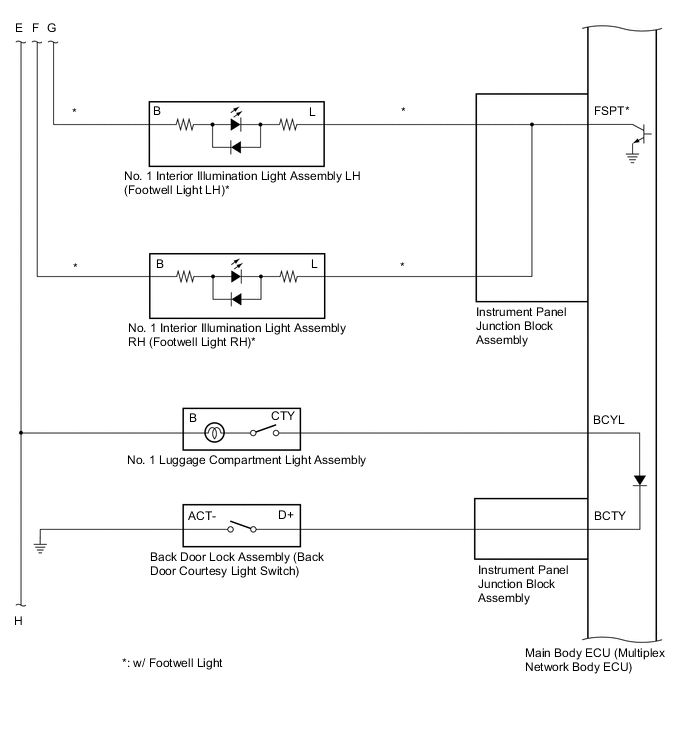 E F G
* B L * FSPT*
No. 1 Interior Illumination Light Assembly LH
(Footwell Light LH)*
* B L *
No. 1 Interior Illumination Light Assembly
RH (Footwell Light RH)*
Instrument Panel
Junction Block
Assembly
B CTY BCYL
No. 1 Luggage Compartment Light Assembly
ACT- D+ BCTY
Back Door Lock Assembly (Back
Door Courtesy Light Switch)
Instrument Panel
Junction Block
Assembly
H
*: w/ Footwell Light
Main Body ECU (Multiplex
Network Body ECU)